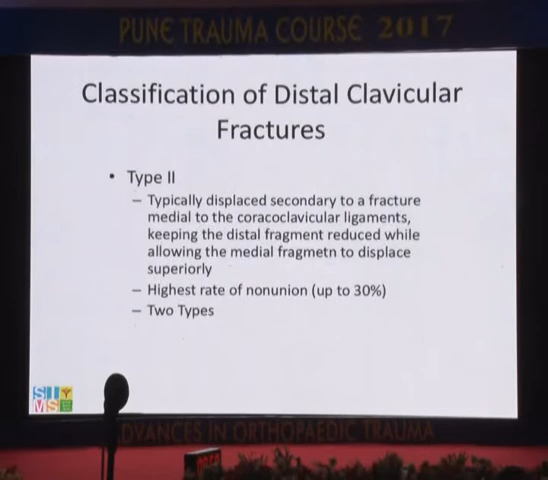 PUNE TRAUMA COURSE 2017
Classification of Distal Clavicular
Fractures
• Type II
– Typically displaced secondary to a fracture
medial to the coracoclavicular ligaments,
keeping the distal fragment reduced while
allowing the medial fragmetn to displace
superiorly
– Highest rate of nonunion (up to 30%)
– Two Types
ADVANCES IN ORTHOPAEDIC TRAUMA